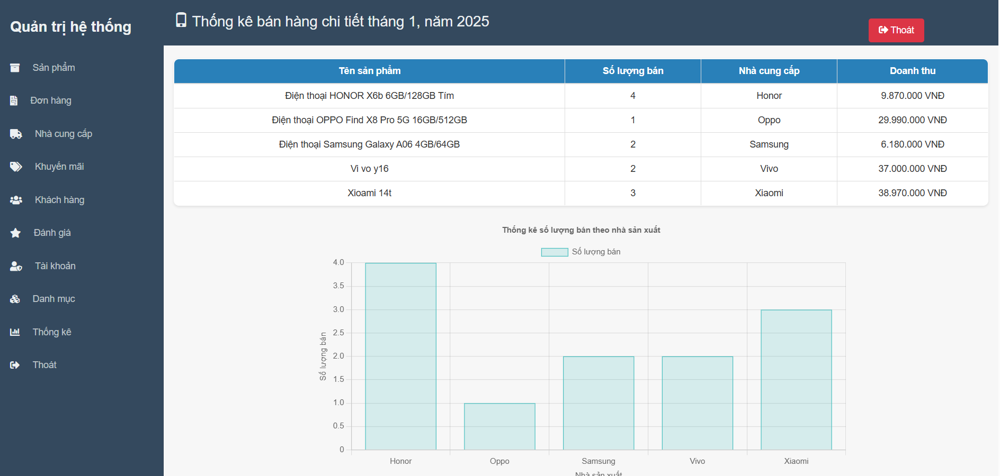 Quản trị hệ thống
Sản phẩm
Đơn hàng
Nhà cung cấp
Khuyến mãi
Khách hàng
Đánh giá
Tài khoản
Danh mục
Thống kê
Thoát
Thống kê bán hàng chi tiết tháng 1, năm 2025
Thoát
Tên sản phẩm Số lượng bán Nhà cung cấp Doanh thu
Điện thoại HONOR X6b 6GB/128GB Tím 4 Honor 9.870.000 VNĐ
Điện thoại OPPO Find X8 Pro 5G 16GB/512GB 1 Oppo 29.990.000 VNĐ
Điện thoại Samsung Galaxy A06 4GB/64GB 2 Samsung 6.180.000 VNĐ
Vi vo y16 2 Vivo 37.000.000 VNĐ
Xioami 14t 3 Xiaomi 38.970.000 VNĐ
Thống kê số lượng bán theo nhà sản xuất
Số lượng bán
4.0
3.5
3.0
2.5
2.0
1.5
1.0
0.5
0
Số lượng bán
Honor Oppo Samsung Vivo Xiaomi
Nhà sản xuất